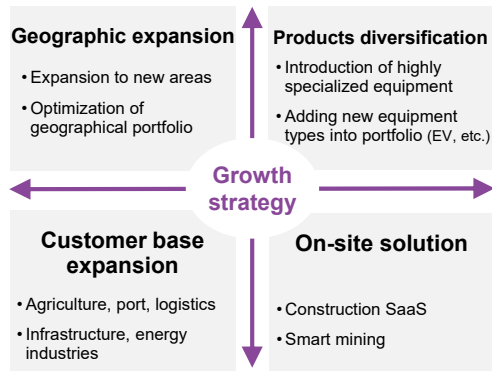 Geographic expansion
• Expansion to new areas
• Optimization of
geographical portfolio
Products diversification
• Introduction of highly
specialized equipment
• Adding new equipment
types into portfolio (EV, etc.)
Growth
strategy
Customer base
expansion
• Agriculture, port, logistics
• Infrastructure, energy
industries
On-site solution
• Construction SaaS
• Smart mining